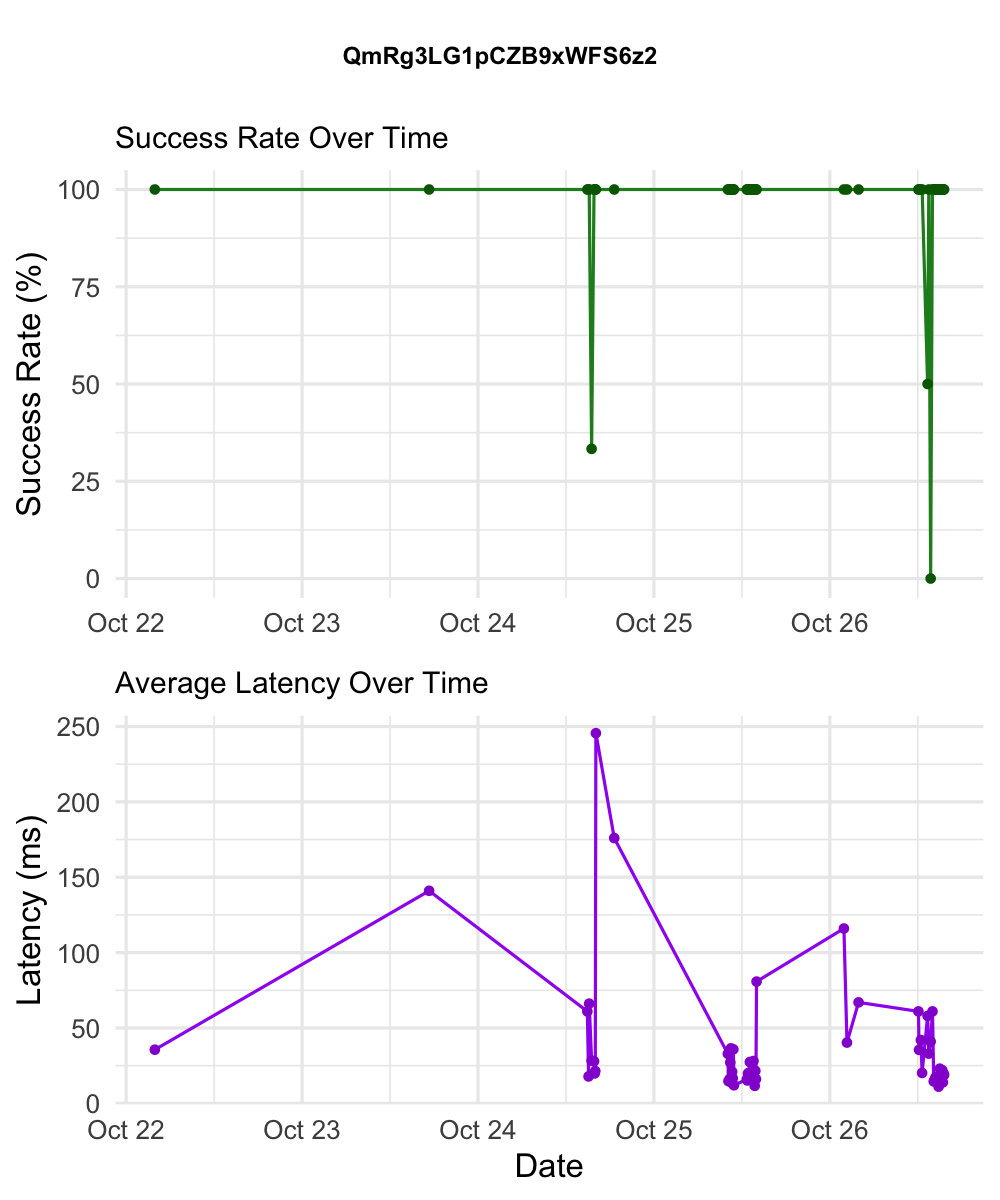 QmRg3LG1pCZB9xWFS6z2
Success Rate Over Time
Success Rate (%)
100
75
50
25
0
Oct 22 Oct 23 Oct 24 Oct 25 Oct 26
Average Latency Over Time
Latency (ms)
250
200
150
100
50
0
Oct 22 Oct 23 Oct 24 Oct 25 Oct 26
Date